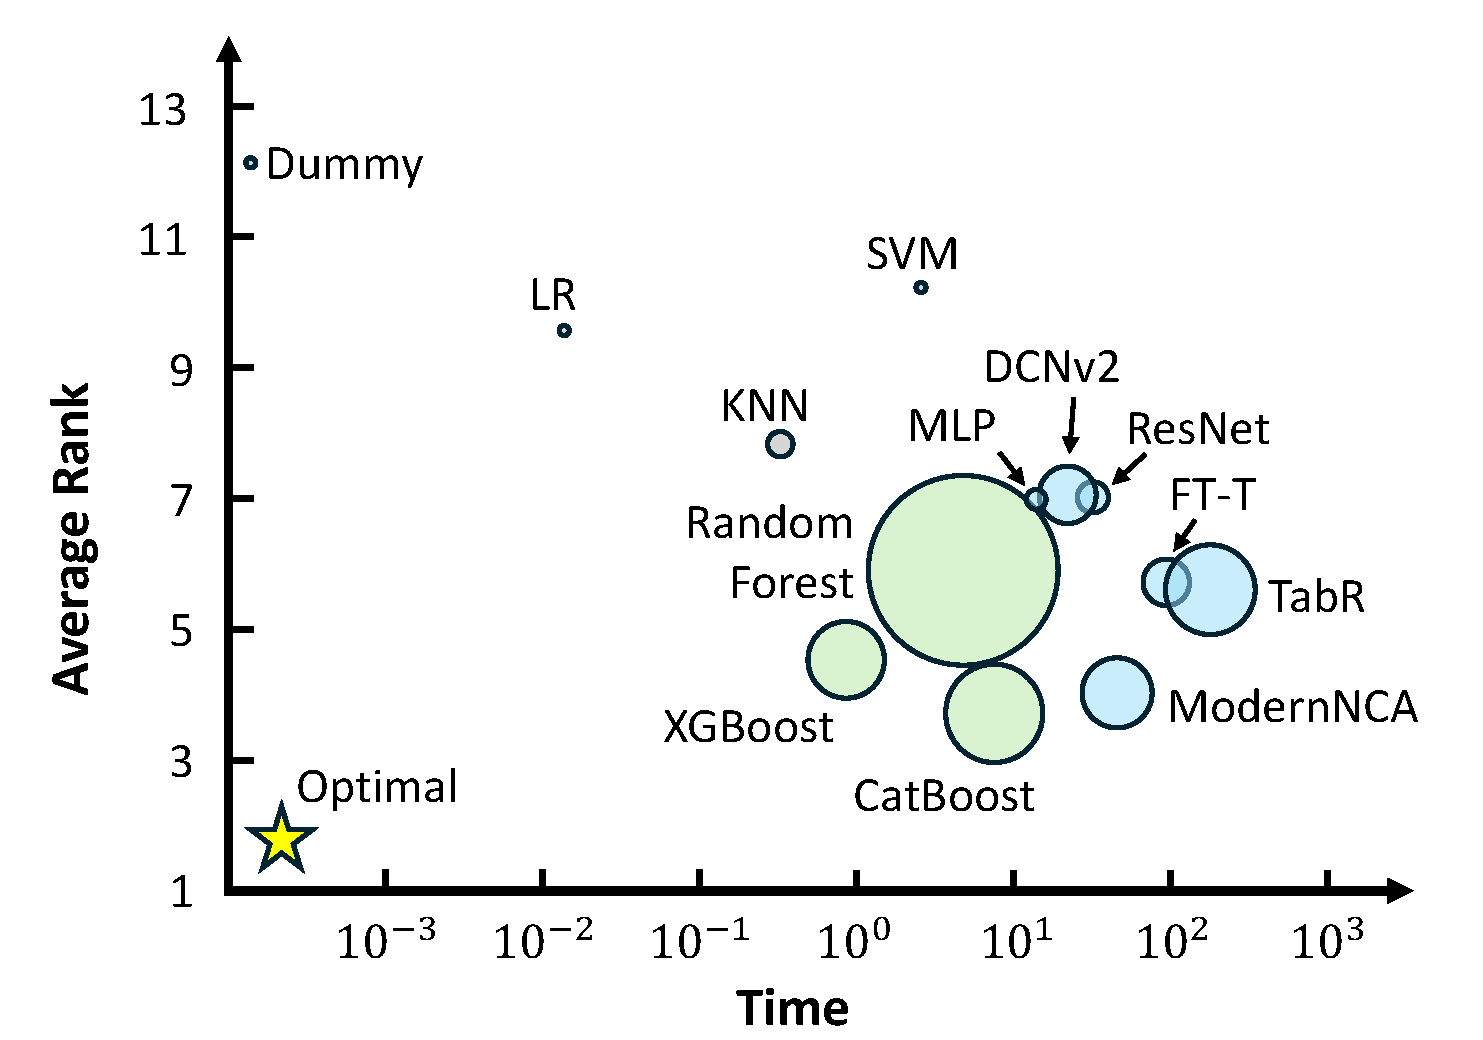 13
Dummy
11
SVM
LR
9
DCNv2
KNN
MLP
ResNet
7
FT-T
Random
Forest
TabR
5
XGBoost
ModernNCA
3
CatBoost
Optimal
1
Average Rank
10⁻³ 10⁻² 10⁻¹ 10⁰ 10¹ 10² 10³
Time